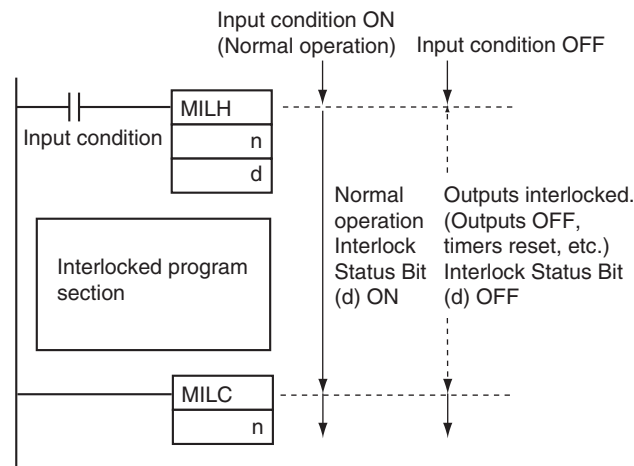 Input condition ON
(Normal operation)
Input condition OFF
MILH
Input condition
n
d
Normal
operation
Interlock
Status Bit
(d) ON
Outputs interlocked.
(Outputs OFF,
timers reset, etc.)
Interlock Status Bit
(d) OFF
Interlocked program
section
MILC
n